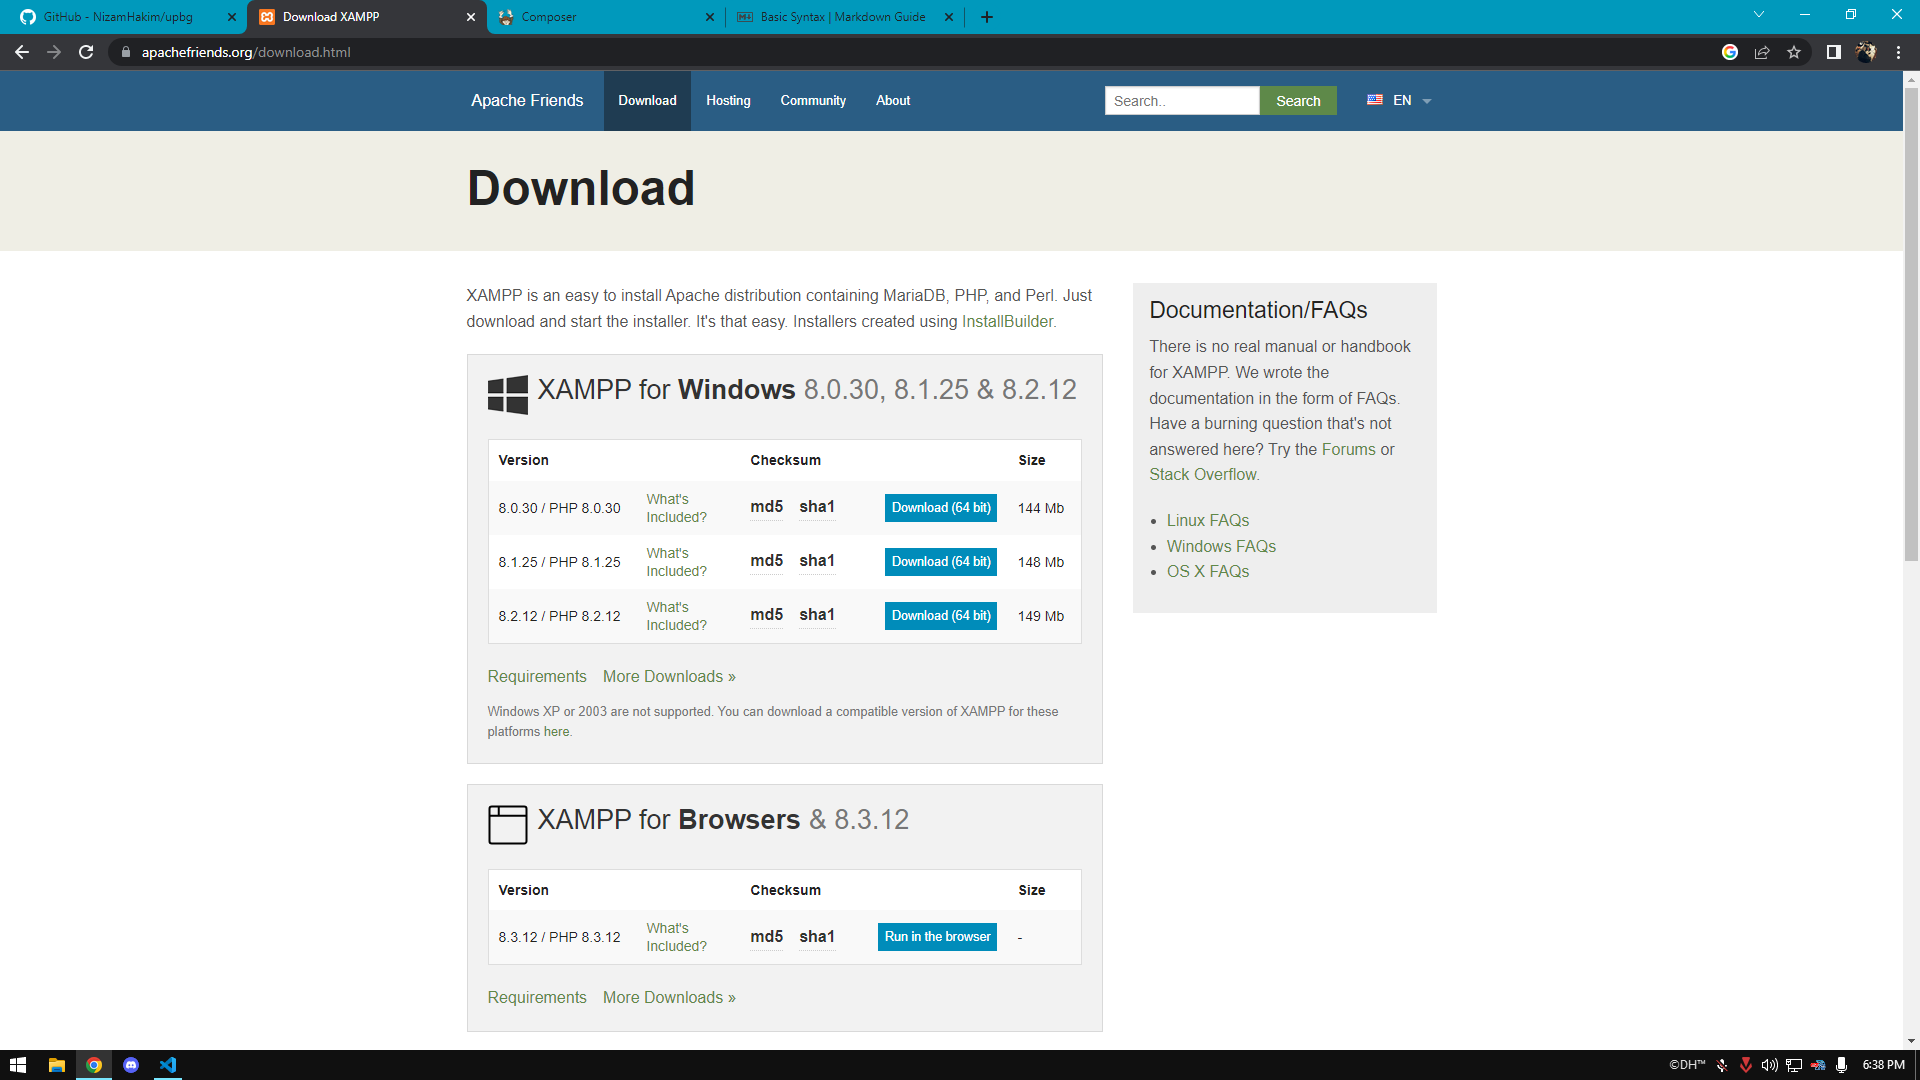 GitHub - NizamHakim/upbg
Download XAMPP
Composer
Basic Syntax | Markdown Guide
apachefriends.org/download.html
Apache Friends
Download
Hosting
Community
About
Search..
Search
EN
Download
XAMPP is an easy to install Apache distribution containing MariaDB, PHP, and Perl. Just
download and start the installer. It's that easy. Installers created using InstallBuilder.
XAMPP for Windows 8.0.30, 8.1.25 & 8.2.12
Version Checksum Size
8.0.30 / PHP 8.0.30 What's Included? md5 sha1 Download (64 bit) 144 Mb
8.1.25 / PHP 8.1.25 What's Included? md5 sha1 Download (64 bit) 148 Mb
8.2.12 / PHP 8.2.12 What's Included? md5 sha1 Download (64 bit) 149 Mb
Requirements More Downloads »
Windows XP or 2003 are not supported. You can download a compatible version of XAMPP for these
platforms here.
XAMPP for Browsers & 8.3.12
Version Checksum Size
8.3.12 / PHP 8.3.12 What's Included? md5 sha1 Run in the browser -
Requirements More Downloads »
Documentation/FAQs
There is no real manual or handbook
for XAMPP. We wrote the
documentation in the form of FAQs.
Have a burning question that's not
answered here? Try the Forums or
Stack Overflow.
• Linux FAQs
• Windows FAQs
• OS X FAQs
©DH™
6:38 PM